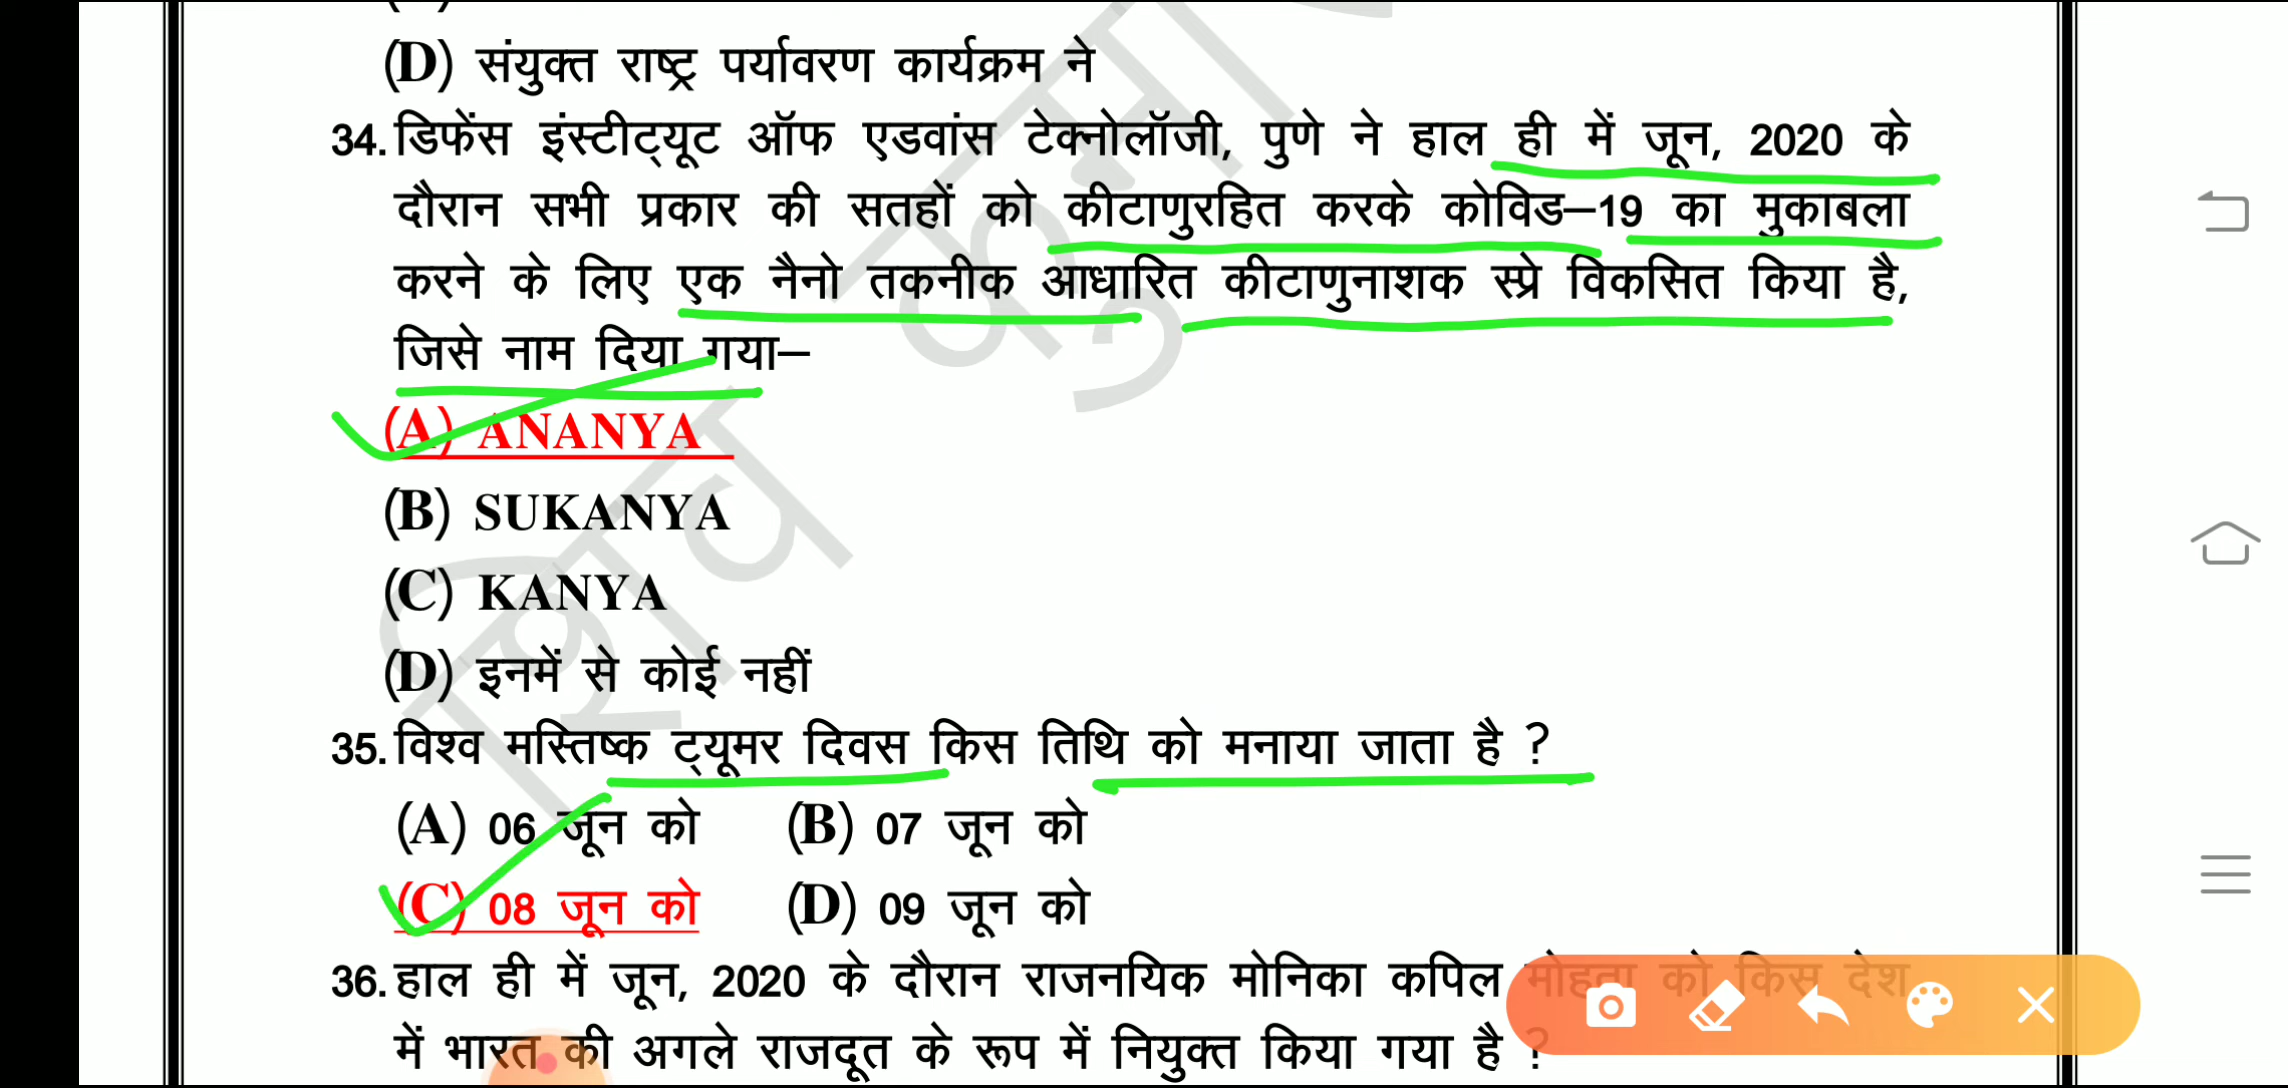 (D) संयुक्त राष्ट्र पर्यावरण कार्यक्रम ने
34. डिफेंस इंस्टीट्यूट ऑफ एडवांस टेक्नोलॉजी, पुणे ने हाल ही में जून, 2020 के
दौरान सभी प्रकार की सतहों को कीटाणुरहित करके कोविड–19 का मुकाबला
करने के लिए एक नैनो तकनीक आधारित कीटाणुनाशक स्प्रे विकसित किया है,
जिसे नाम दिया गया–
(A) ANANYA
(B) SUKANYA
(C) KANYA
(D) इनमें से कोई नहीं
35. विश्व मस्तिष्क ट्यूमर दिवस किस तिथि को मनाया जाता है ?
(A) 06 जून को (B) 07 जून को
(C) 08 जून को (D) 09 जून को
36. हाल ही में जून, 2020 के दौरान राजनयिक मोनिका कपिल मोहता को किस देश
में भारत की अगले राजदूत के रूप में नियुक्त किया गया है ?
शिव कुमार